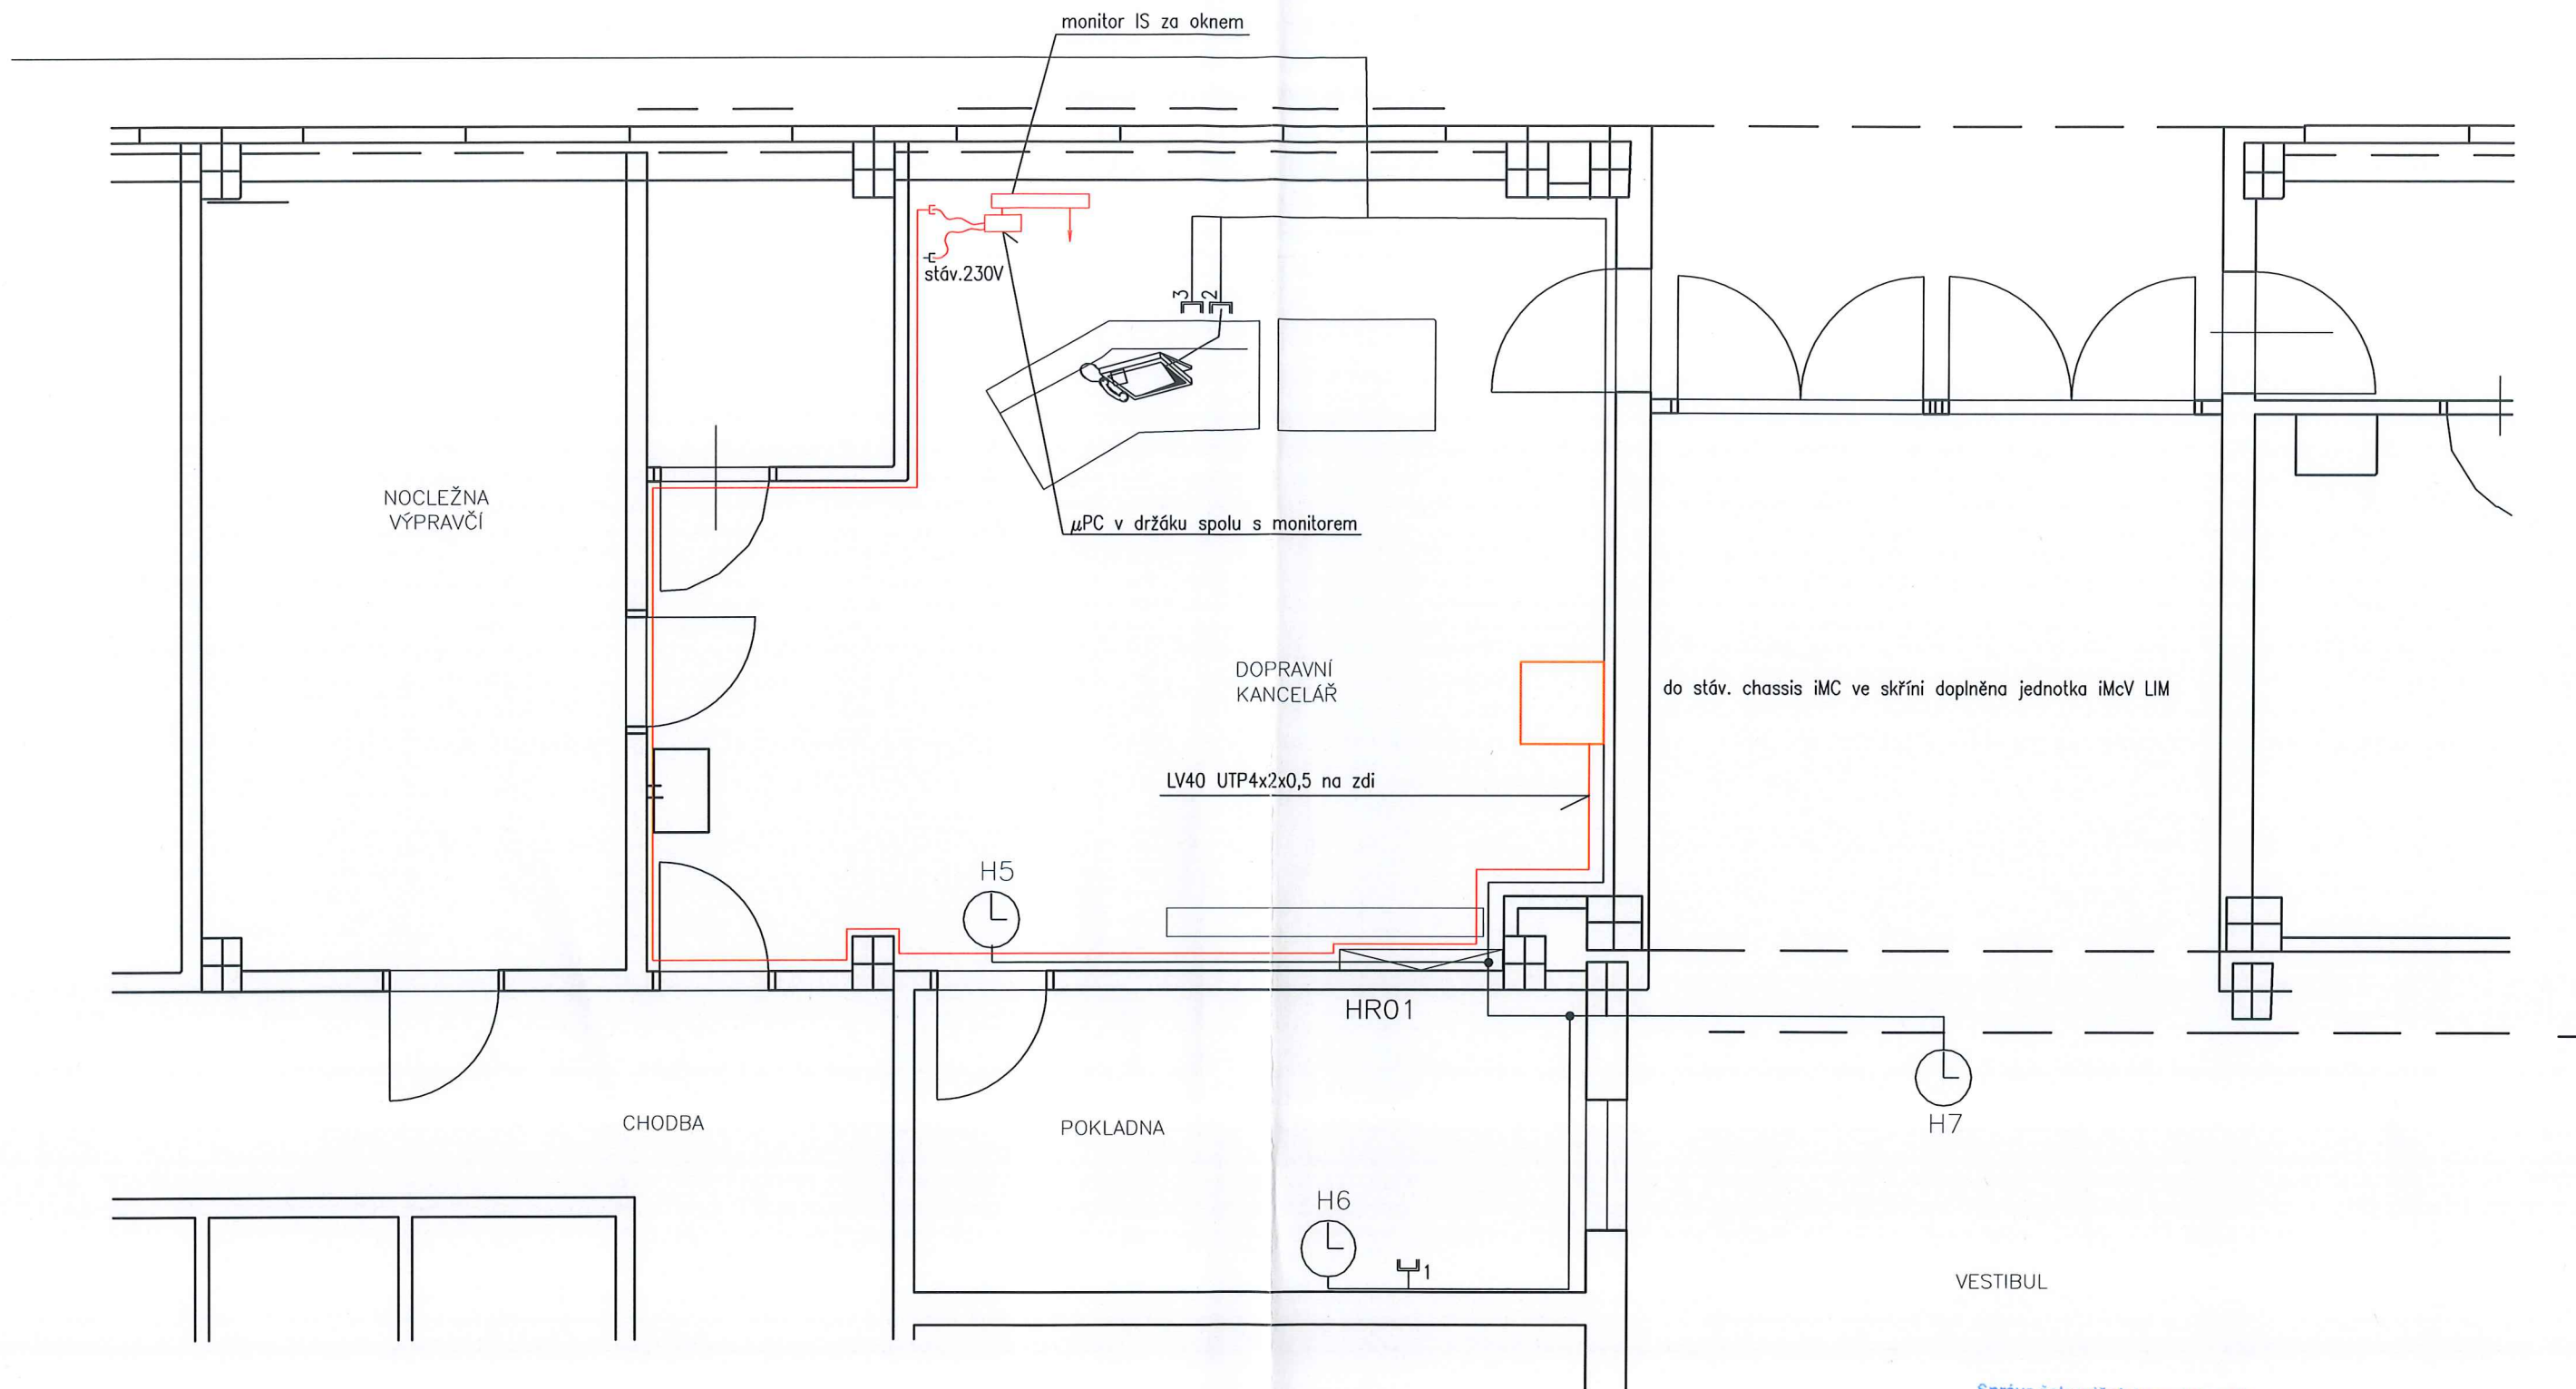 monitor IS za oknem
stáv.230V
3
2
NOCLEŽNA
VÝPRAVČÍ
µPC v držáku spolu s monitorem
DOPRAVNÍ
KANCELÁŘ
do stáv. chassis iMC ve skříni doplněna jednotka iMcV LIM
LV40 UTP4x2x0,5 na zdi
H5
HR01
CHODBA
POKLADNA
H7
H6
1
VESTIBUL